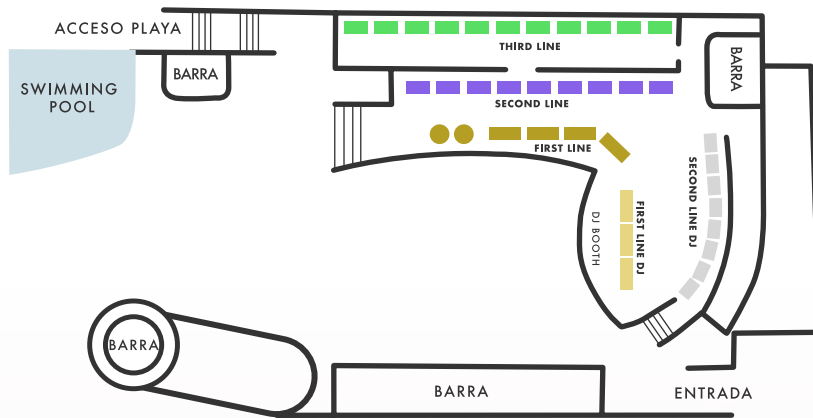 ACCESO PLAYA
THIRD LINE
BARRA
BARRA
SWIMMING
POOL
SECOND LINE
FIRST LINE
SECOND LINE DJ
FIRST LINE DJ
DJ BOOTH
BARRA
BARRA
ENTRADA